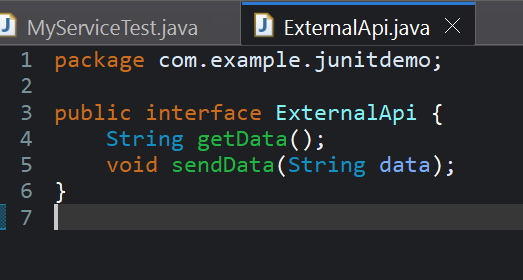 MyServiceTest.java
ExternalApi.java
1 package com.example.junitdemo;
2
3 public interface ExternalApi {
4     String getData();
5     void sendData(String data);
6 }
7